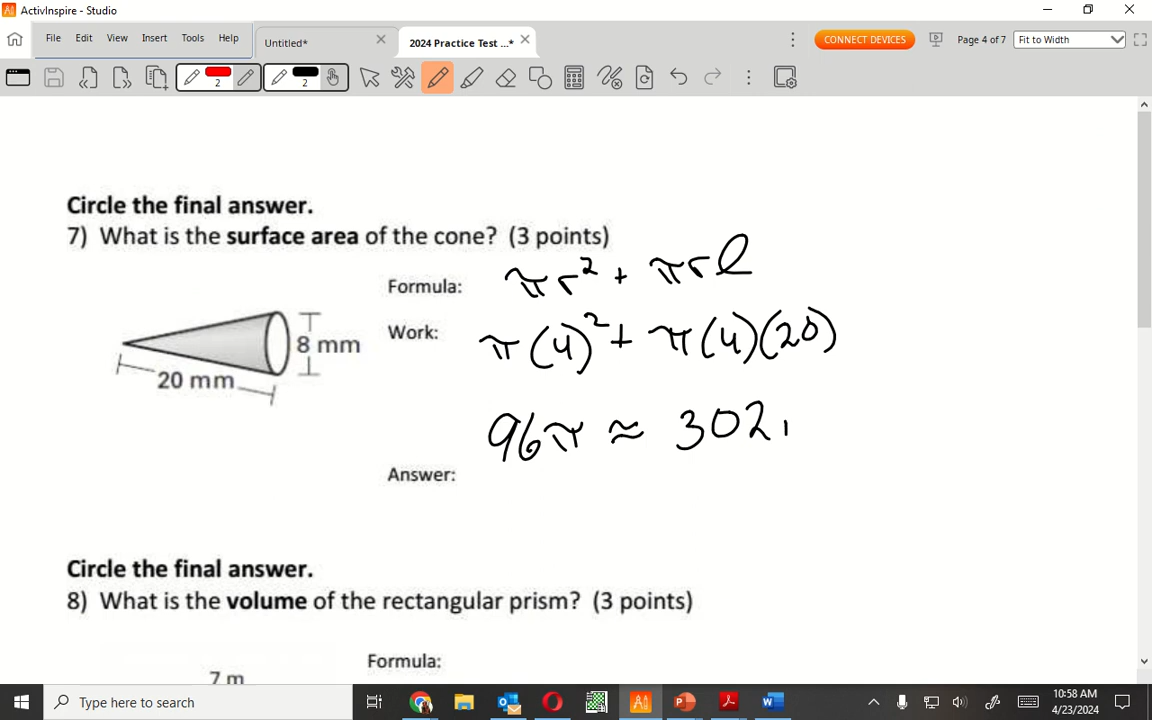 ActivInspire - Studio
File Edit View Insert Tools Help
Untitled*
2024 Practice Test ...*
CONNECT DEVICES
Page 4 of 7
Fit to Width
2
2
Circle the final answer.
7) What is the surface area of the cone? (3 points)
Formula: πr² + πrl
Work: π(4)² + π(4)(20)
8 mm
20 mm
96π ≈ 302.
Answer:
Circle the final answer.
8) What is the volume of the rectangular prism? (3 points)
Formula:
7 m
Type here to search
10:58 AM
4/23/2024